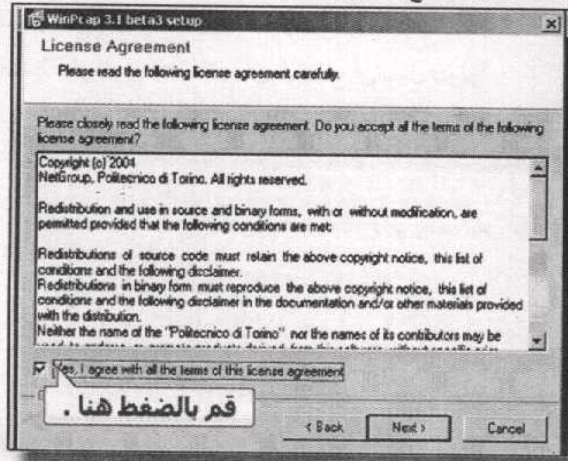 WinPcap 3.1 beta3 setup
License Agreement
Please read the following license agreement carefully.
Please closely read the following license agreement. Do you accept all the terms of the following
license agreement?
Copyright (c) 2004
NetGroup, Politecnico di Torino. All rights reserved.
Redistribution and use in source and binary forms, with or without modification, are
permitted provided that the following conditions are met:
Redistributions of source code must retain the above copyright notice, this list of
conditions and the following disclaimer.
Redistributions in binary form must reproduce the above copyright notice, this list of
conditions and the following disclaimer in the documentation and/or other materials provided
with the distribution.
Neither the name of the "Politecnico di Torino" nor the names of its contributors may be
Yes, I agree with all the terms of this license agreement
قم بالضغط هنا .
< Back
Next >
Cancel